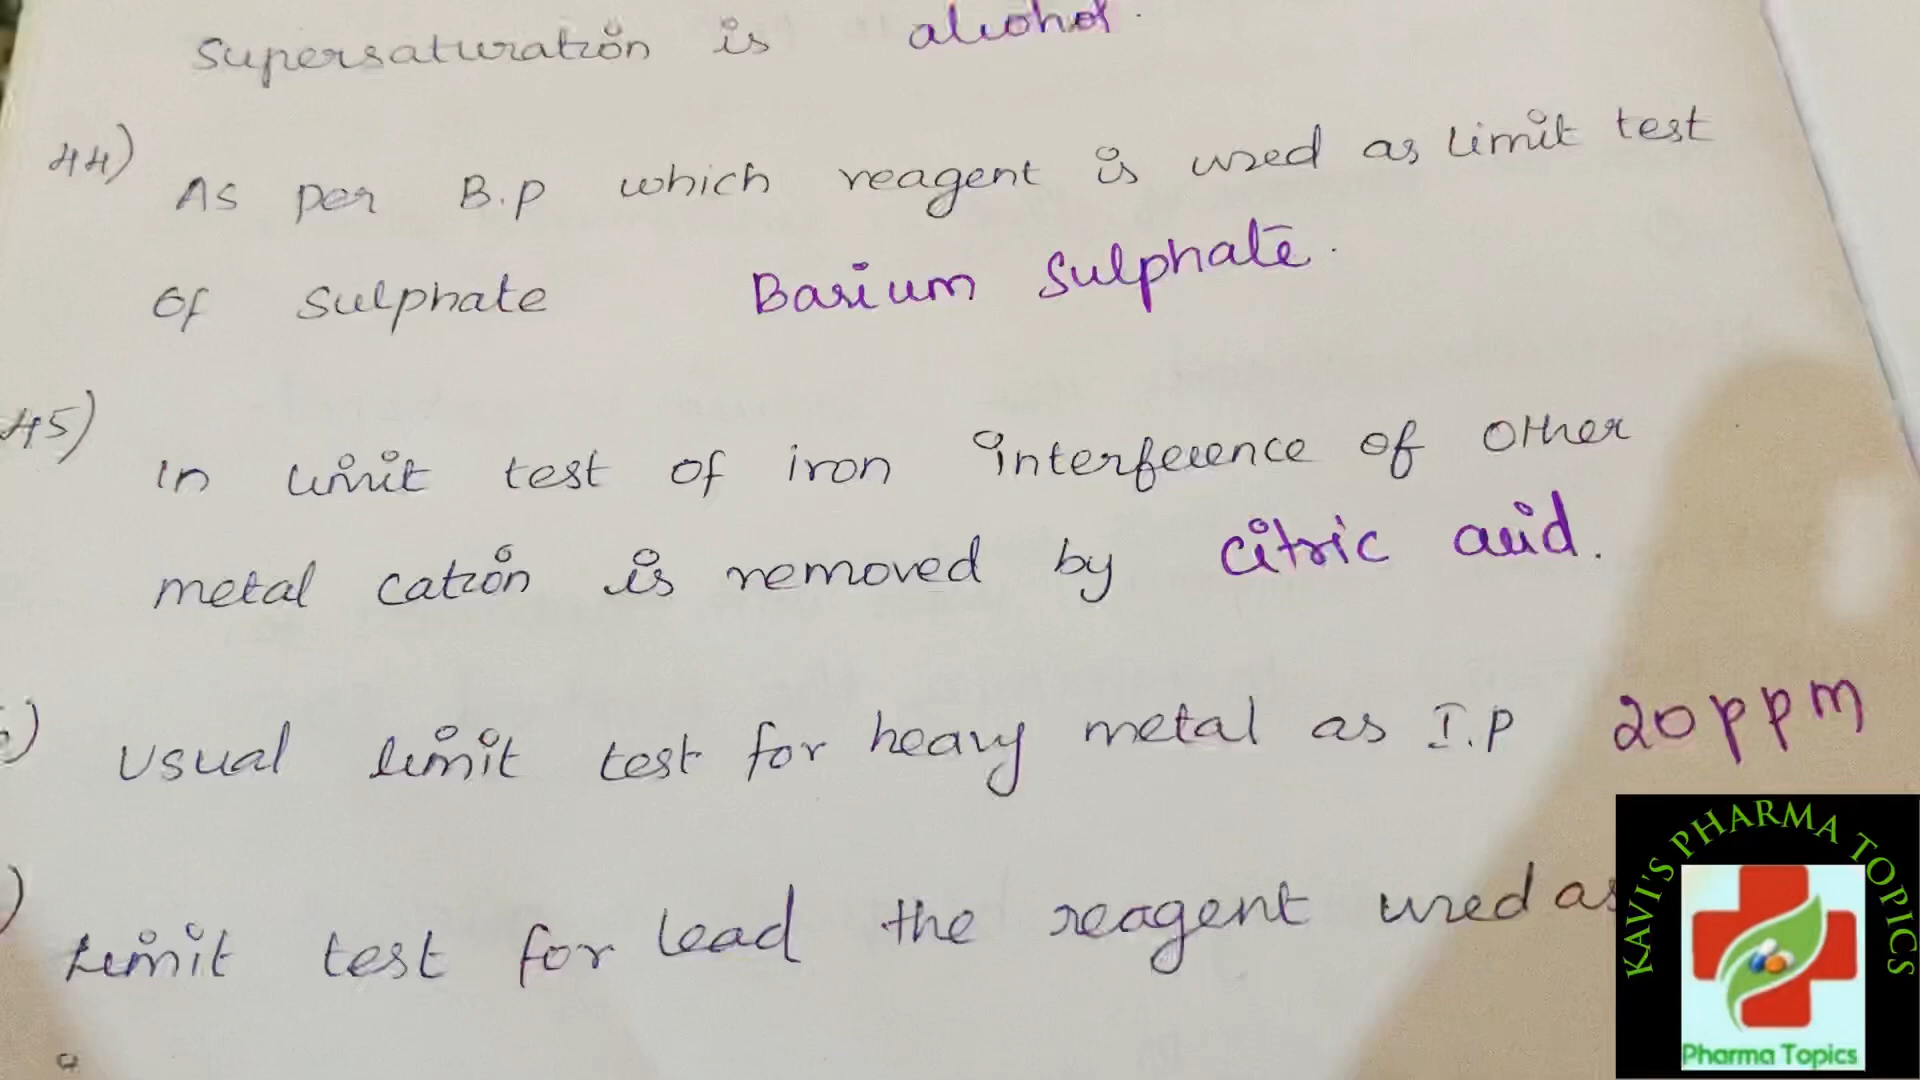 Supersaturation is alcohol.
44) As per B.p which reagent is used as limit test
of sulphate Barium Sulphate.
45) In limit test of iron interference of other
metal cation is removed by citric acid.
) Usual limit test for heavy metal as I.p 20ppm
) Limit test for lead the reagent used as
KAVI'S PHARMA TOPICS
Pharma Topics